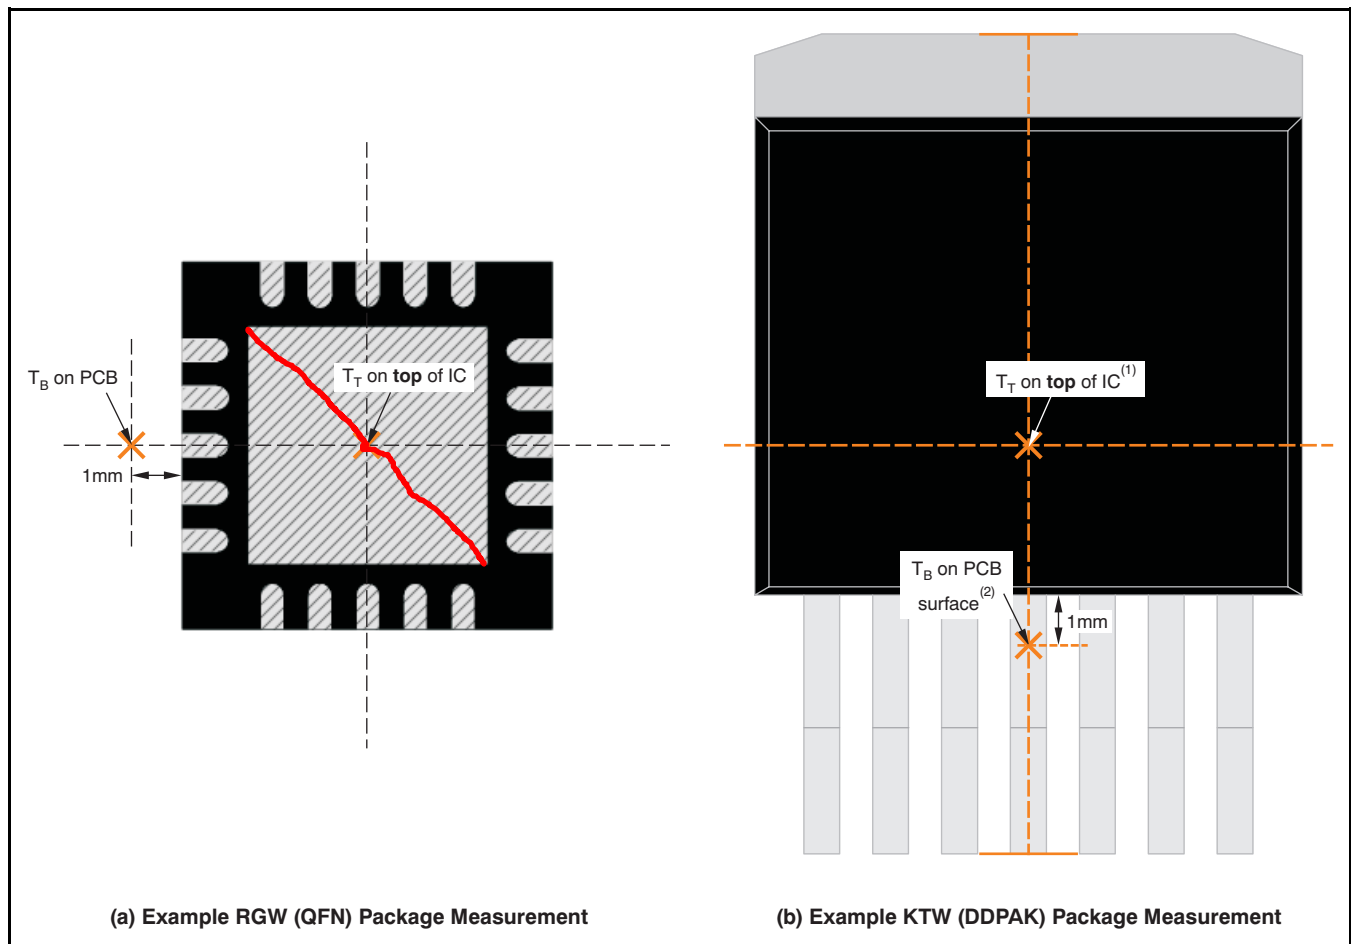 T_B on PCB
T_T on top of IC
1mm
(a) Example RGW (QFN) Package Measurement
T_T on top of IC(1)
T_B on PCB
surface(2)
1mm
(b) Example KTW (DDPAK) Package Measurement